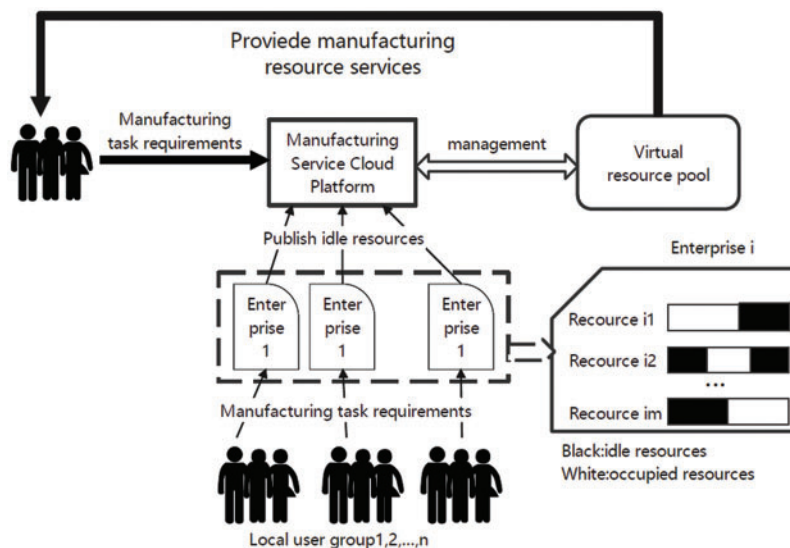 Proviede manufacturing
resource services
Manufacturing
task requirements
Manufacturing
Service Cloud
Platform
management
Virtual
resource pool
Publish idle resources
Enter
prise
1
Enter
prise
1
Enter
prise
1
Enterprise i
Recource i1
Recource i2
...
Recource im
Black:idle resources
White:occupied resources
Manufacturing task requirements
Local user group1,2,...,n